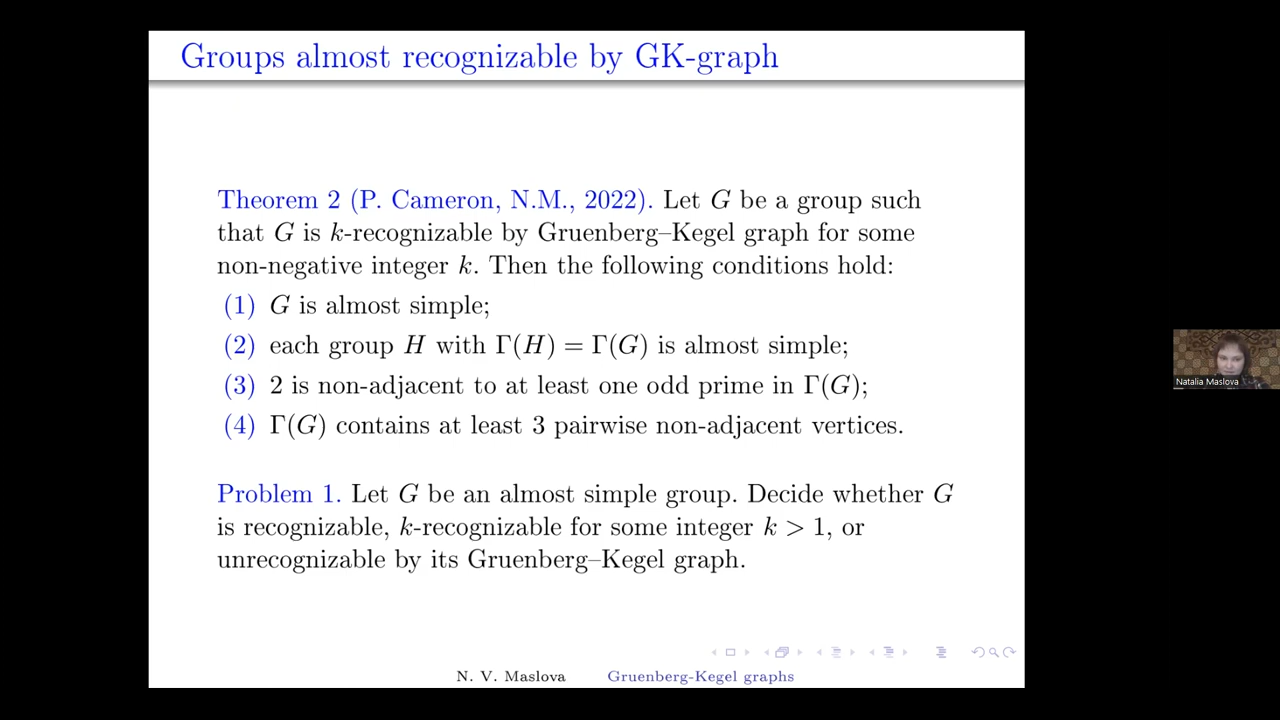 Groups almost recognizable by GK-graph
Theorem 2 (P. Cameron, N.M., 2022). Let G be a group such
that G is k-recognizable by Gruenberg–Kegel graph for some
non-negative integer k. Then the following conditions hold:
(1) G is almost simple;
(2) each group H with Γ(H) = Γ(G) is almost simple;
(3) 2 is non-adjacent to at least one odd prime in Γ(G);
(4) Γ(G) contains at least 3 pairwise non-adjacent vertices.
Problem 1. Let G be an almost simple group. Decide whether G
is recognizable, k-recognizable for some integer k > 1, or
unrecognizable by its Gruenberg–Kegel graph.
N. V. Maslova Gruenberg-Kegel graphs
Natalia Maslova